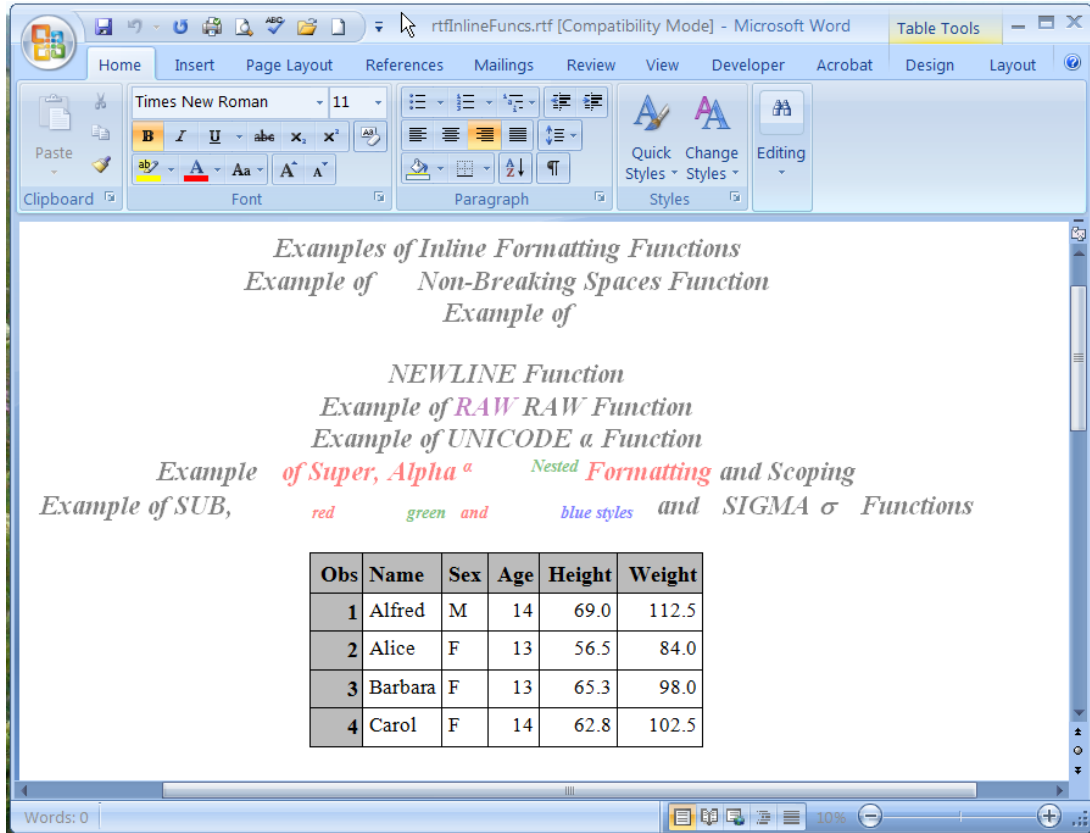 rtfInlineFuncs.rtf [Compatibility Mode] - Microsoft Word Table Tools
Home Insert Page Layout References Mailings Review View Developer Acrobat Design Layout
Times New Roman 11
Paste
B I U abc x₂ x²
ab A Aa A A
Quick Styles Change Styles Editing
Clipboard Font Paragraph Styles
Examples of Inline Formatting Functions
Example of Non-Breaking Spaces Function
Example of
NEWLINE Function
Example of RAW RAW Function
Example of UNICODE α Function
Example of Super, Alpha α Nested Formatting and Scoping
Example of SUB, red green and blue styles and SIGMA σ Functions
Obs Name Sex Age Height Weight
1 Alfred M 14 69.0 112.5
2 Alice F 13 56.5 84.0
3 Barbara F 13 65.3 98.0
4 Carol F 14 62.8 102.5
Words: 0 10%